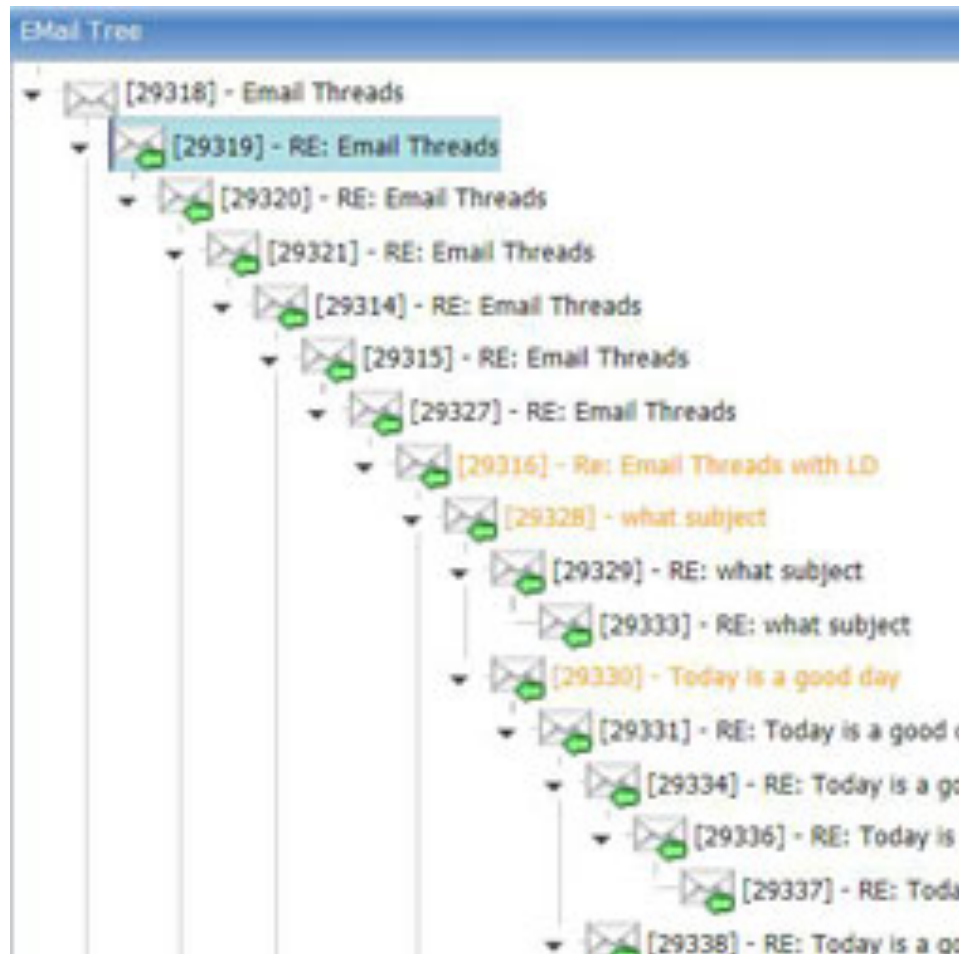 EMail Tree
[29318] - Email Threads
[29319] - RE: Email Threads
[29320] - RE: Email Threads
[29321] - RE: Email Threads
[29314] - RE: Email Threads
[29315] - RE: Email Threads
[29327] - RE: Email Threads
[29316] - Re: Email Threads with LD
[29328] - what subject
[29329] - RE: what subject
[29333] - RE: what subject
[29330] - Today is a good day
[29331] - RE: Today is a good
[29334] - RE: Today is a go
[29336] - RE: Today is
[29337] - RE: Toda
[29338] - RE: Today is a go